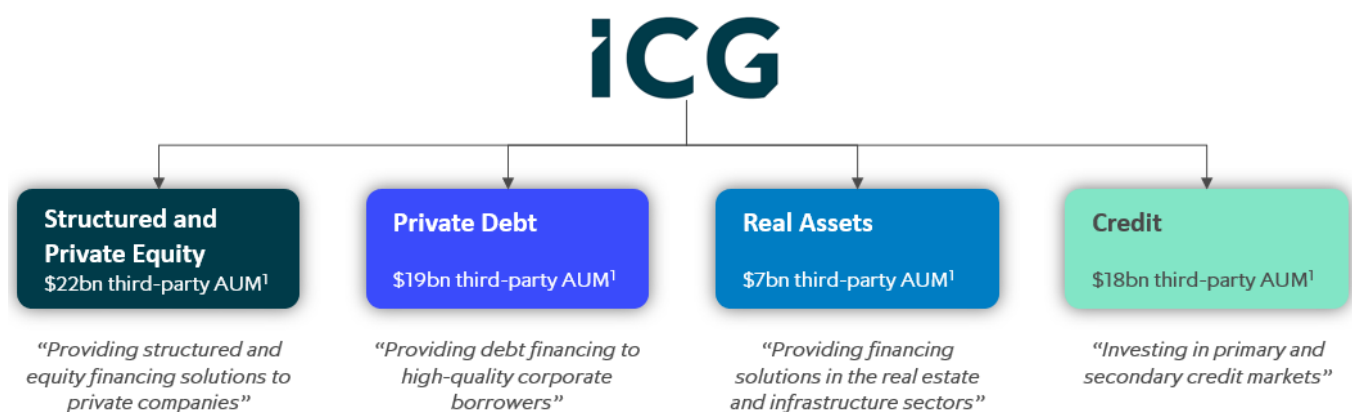 iCG
Structured and
Private Equity
$22bn third-party AUM¹
Private Debt
$19bn third-party AUM¹
Real Assets
$7bn third-party AUM¹
Credit
$18bn third-party AUM¹
“Providing structured and
equity financing solutions to
private companies”
“Providing debt financing to
high-quality corporate
borrowers”
“Providing financing
solutions in the real estate
and infrastructure sectors”
“Investing in primary and
secondary credit markets”